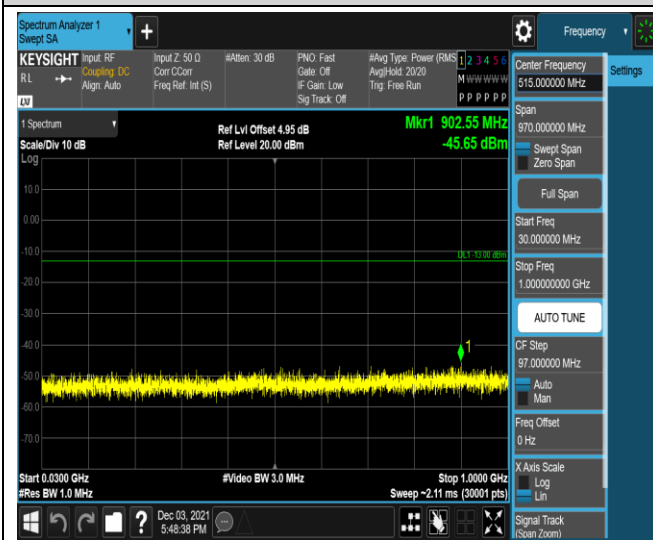 Spectrum Analyzer 1
Swept SA
+
Frequency
KEYSIGHT
RL
LXI
Input: RF
Coupling: DC
Align: Auto
Input Z: 50 Ω
Corr CCorr
Freq Ref: Int (S)
#Atten: 30 dB
PNO: Fast
Gate: Off
IF Gain: Low
Sig Track: Off
#Avg Type: Power (RMS
Avg|Hold: 20/20
Trig: Free Run
1 2 3 4 5 6
M W W W W W
P P P P P P
Center Frequency
515.000000 MHz
Settings
Span
970.000000 MHz
Swept Span
Zero Span
Full Span
Start Freq
30.000000 MHz
Stop Freq
1.000000000 GHz
AUTO TUNE
CF Step
97.000000 MHz
Auto
Man
Freq Offset
0 Hz
X Axis Scale
Log
Lin
Signal Track
(Span Zoom)
1 Spectrum
Scale/Div 10 dB
Log
Ref Lvl Offset 4.95 dB
Ref Level 20.00 dBm
Mkr1 902.55 MHz
-45.65 dBm
10.0
0.00
-10.0
DL1 -13.00 dBm
-20.0
-30.0
-40.0
1
-50.0
-60.0
-70.0
Start 0.0300 GHz
#Res BW 1.0 MHz
#Video BW 3.0 MHz
Stop 1.0000 GHz
Sweep ~2.11 ms (30001 pts)
?
Dec 03, 2021
5:48:38 PM